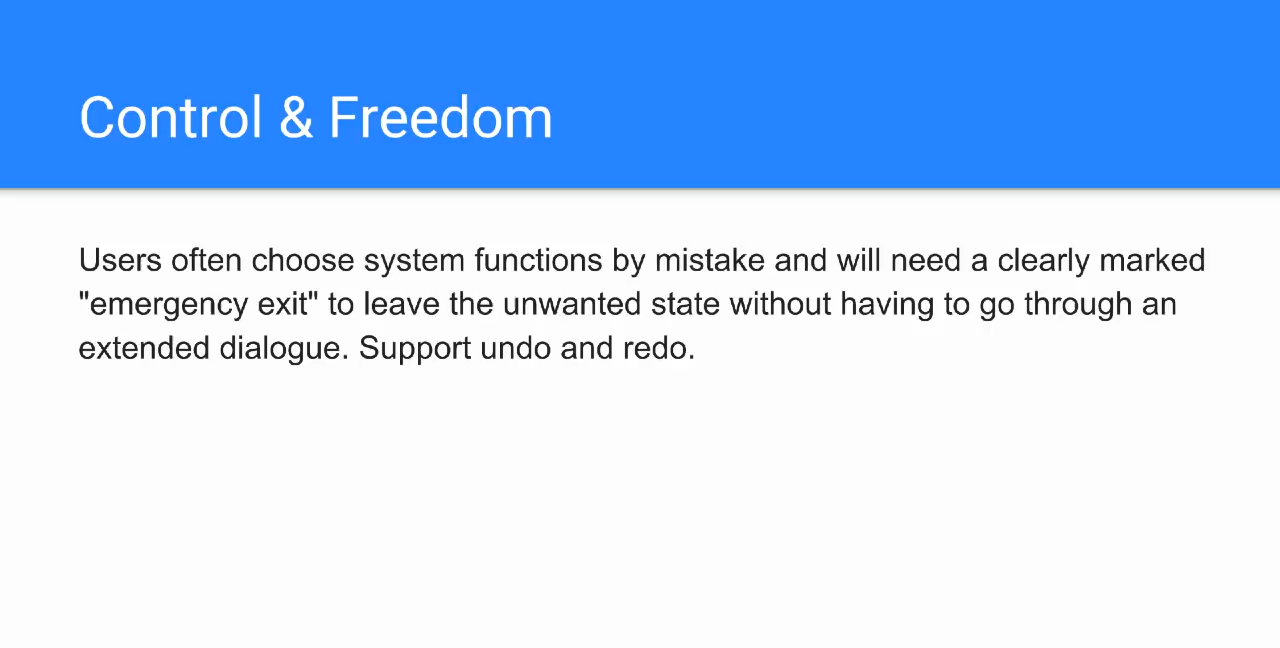 Control & Freedom
Users often choose system functions by mistake and will need a clearly marked
"emergency exit" to leave the unwanted state without having to go through an
extended dialogue. Support undo and redo.